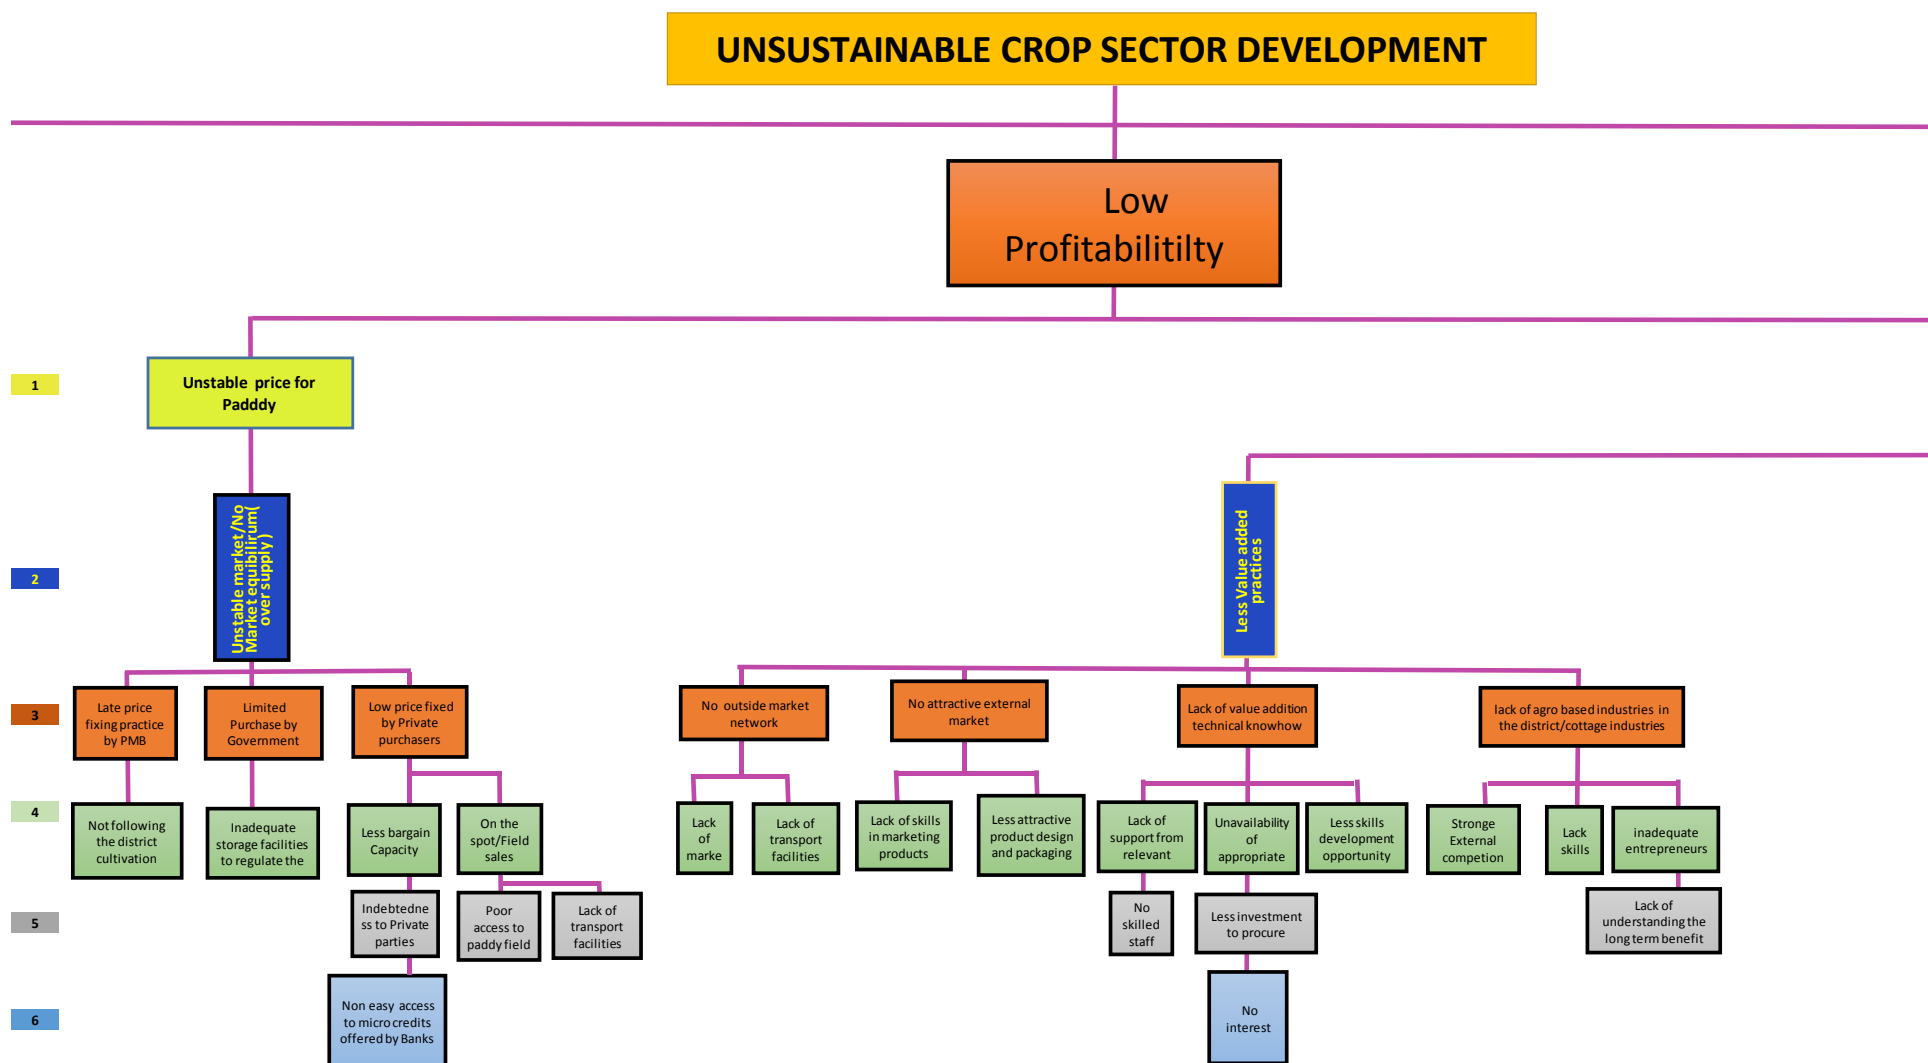 UNSUSTAINABLE CROP SECTOR DEVELOPMENT
Low
Profitabilitilty
1
Unstable price for
Padddy
2
Unstable market/No
Market equibilirum(
over supply )
Less Value added
practices
3
Late price
fixing practice
by PMB
Limited
Purchase by
Government
Low price fixed
by Private
purchasers
No outside market
network
No attractive external
market
Lack of value addition
technical knowhow
lack of agro based industries in
the district/cottage industries
4
Not following
the district
cultivation
Inadequate
storage facilities
to regulate the
Less bargain
Capacity
On the
spot/Field
sales
Lack
of
marke
Lack of
transport
facilities
Lack of skills
in marketing
products
Less attractive
product design
and packaging
Lack of
support from
relevant
Unavailability
of
appropriate
Less skills
development
opportunity
Stronge
External
competion
Lack
skills
inadequate
entrepreneurs
5
Indebtedne
ss to Private
parties
Poor
access to
paddy field
Lack of
transport
facilities
No
skilled
staff
Less investment
to procure
Lack of
understanding the
long term benefit
6
Non easy access
to micro credits
offered by Banks
No
interest